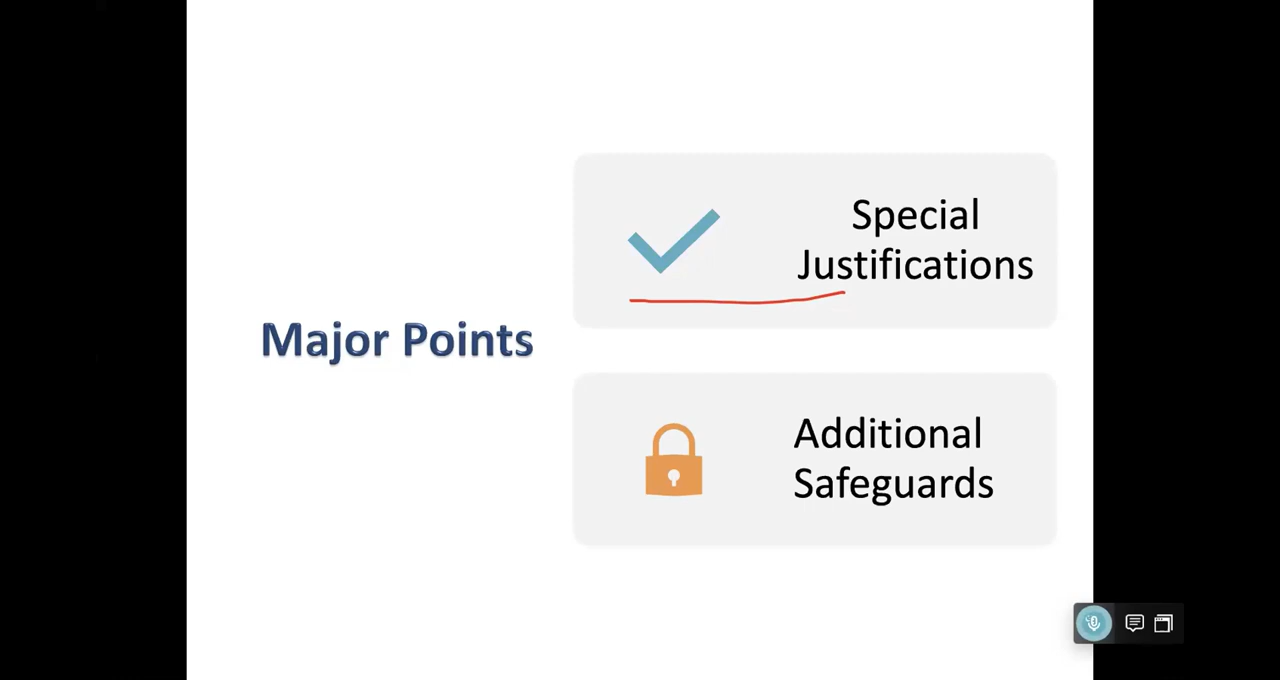 Major Points
Special
Justifications
Additional
Safeguards